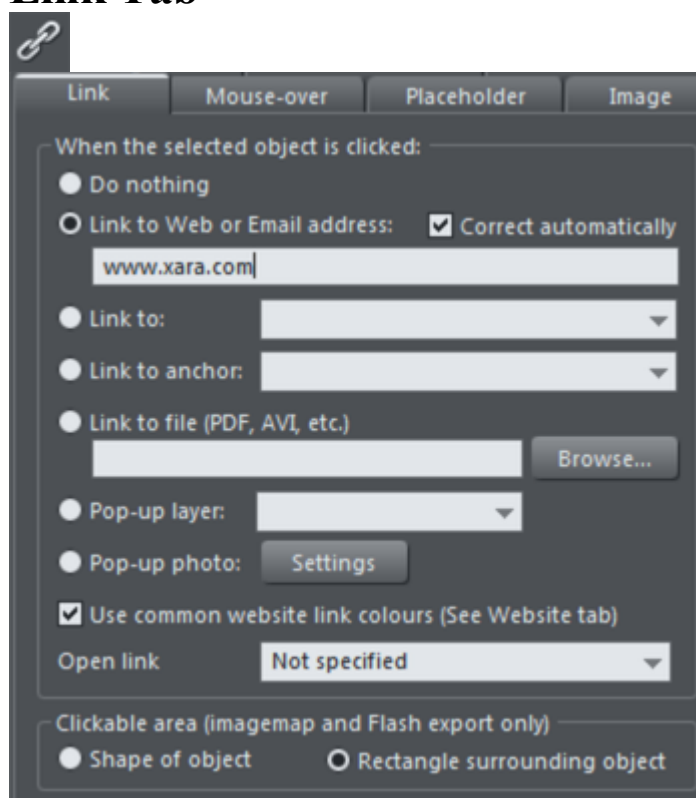 Link Tab
Link Mouse-over Placeholder Image
When the selected object is clicked:
Do nothing
Link to Web or Email address: Correct automatically
www.xara.com
Link to:
Link to anchor:
Link to file (PDF, AVI, etc.)
Browse...
Pop-up layer:
Pop-up photo: Settings
Use common website link colours (See Website tab)
Open link Not specified
Clickable area (imagemap and Flash export only)
Shape of object Rectangle surrounding object